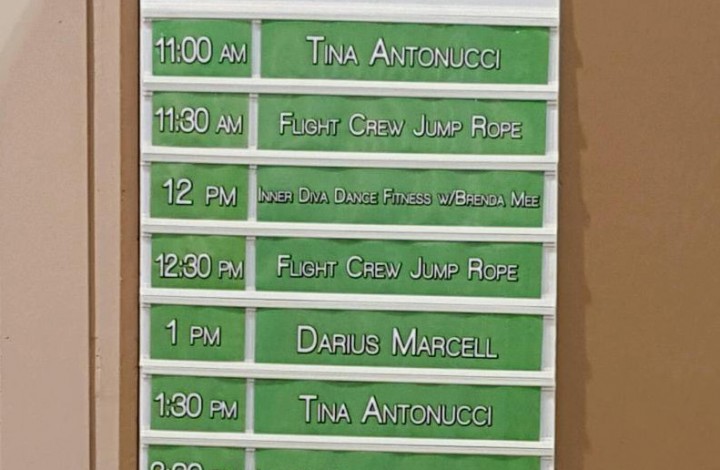 11:00 AM TINA ANTONUCCI
11:30 AM FLIGHT CREW JUMP ROPE
12 PM INNER DIVA DANCE FITNESS W/BRENDA MEE
12:30 PM FLIGHT CREW JUMP ROPE
1 PM DARIUS MARCELL
1:30 PM TINA ANTONUCCI